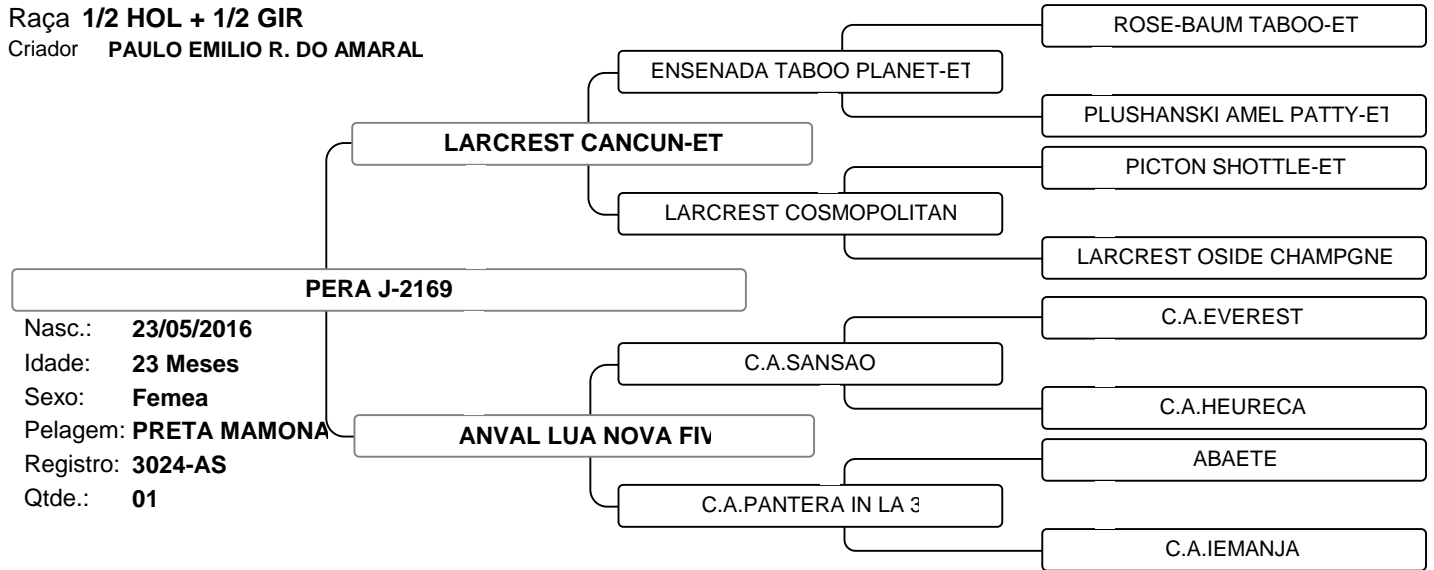 Raça 1/2 HOL + 1/2 GIR
Criador PAULO EMILIO R. DO AMARAL
ROSE-BAUM TABOO-ET
ENSENADA TABOO PLANET-ET
PLUSHANSKI AMEL PATTY-ET
LARCREST CANCUN-ET
PICTON SHOTTLE-ET
LARCREST COSMOPOLITAN
LARCREST OSIDE CHAMPGNE
PERA J-2169
Nasc.: 23/05/2016
Idade: 23 Meses
Sexo: Femea
Pelagem: PRETA MAMONA
Registro: 3024-AS
Qtde.: 01
C.A.EVEREST
C.A.SANSAO
C.A.HEURECA
ANVAL LUA NOVA FIV
ABAETE
C.A.PANTERA IN LA 3
C.A.IEMANJA